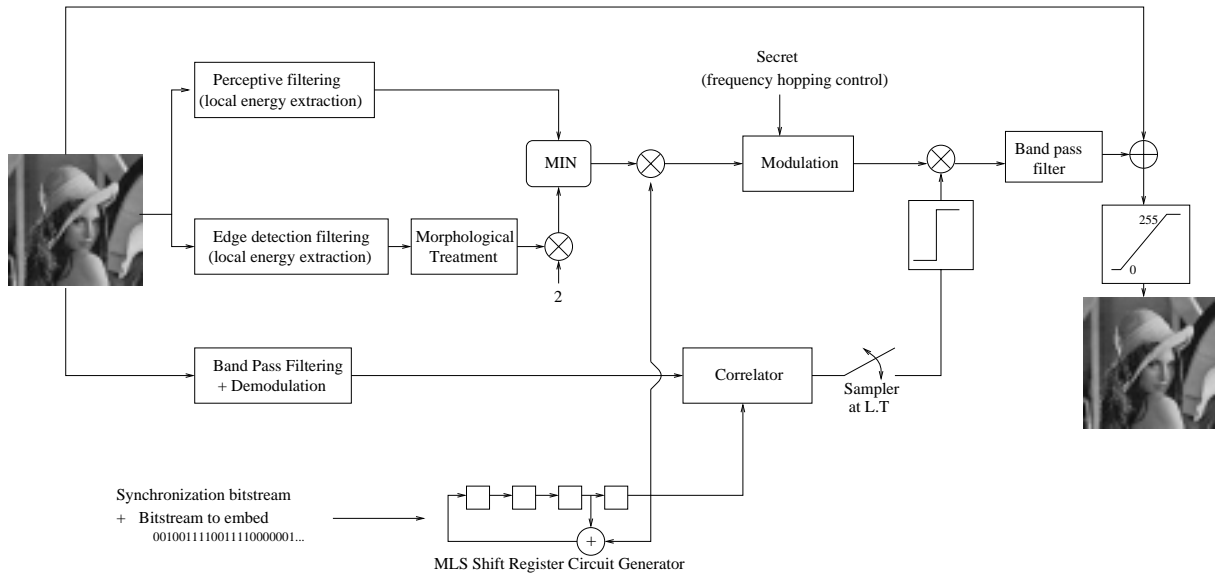 Secret
(frequency hopping control)
Perceptive filtering
(local energy extraction)
MIN
Modulation
Band pass
filter
Edge detection filtering
(local energy extraction)
Morphological
Treatment
2
255
0
Band Pass Filtering
+ Demodulation
Correlator
Sampler
at L.T
Synchronization bitstream
+ Bitstream to embed
0010011110011110000001...
+
MLS Shift Register Circuit Generator